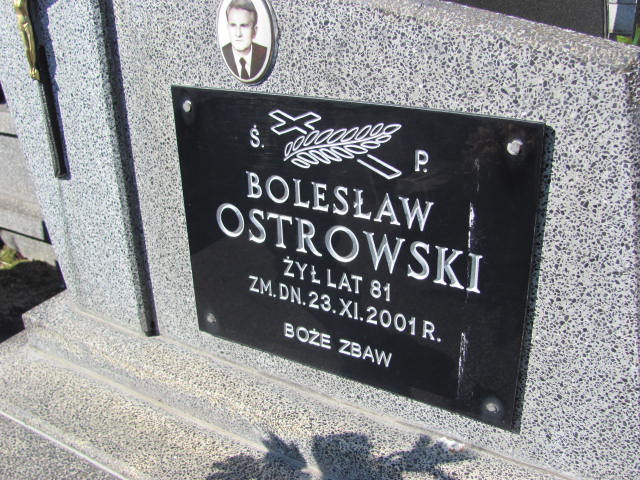 Ś. P.
BOLESŁAW
OSTROWSKI
ŻYŁ LAT 81
ZM. DN. 23. XI. 2001 R.
BOŻE ZBAW